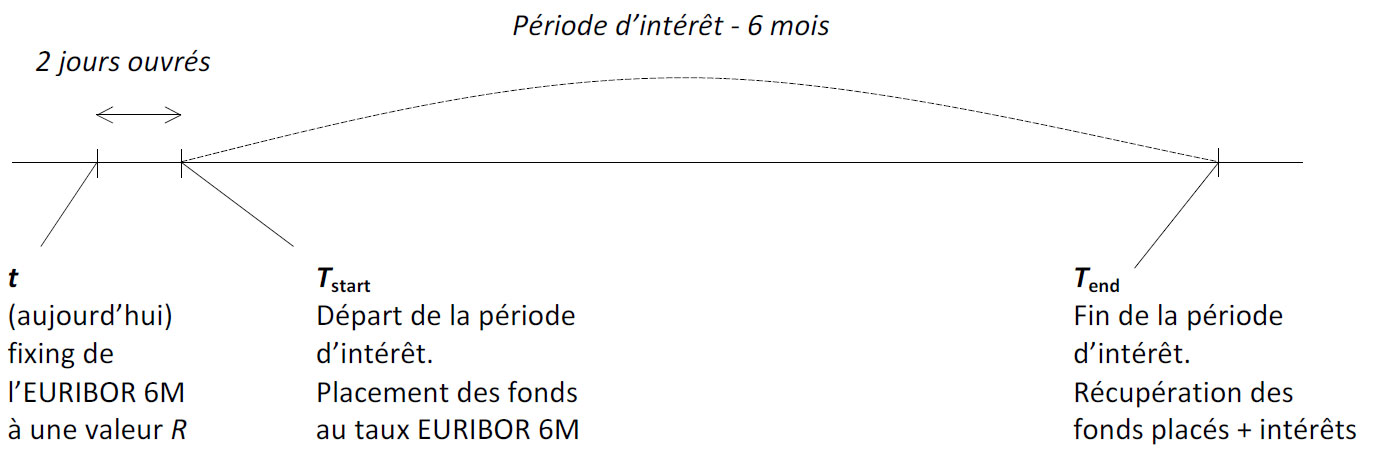 Période d’intérêt - 6 mois
2 jours ouvrés
t
(aujourd’hui)
fixing de
l’EURIBOR 6M
à une valeur R
Tstart
Départ de la période
d’intérêt.
Placement des fonds
au taux EURIBOR 6M
Tend
Fin de la période
d’intérêt.
Récupération des
fonds placés + intérêts